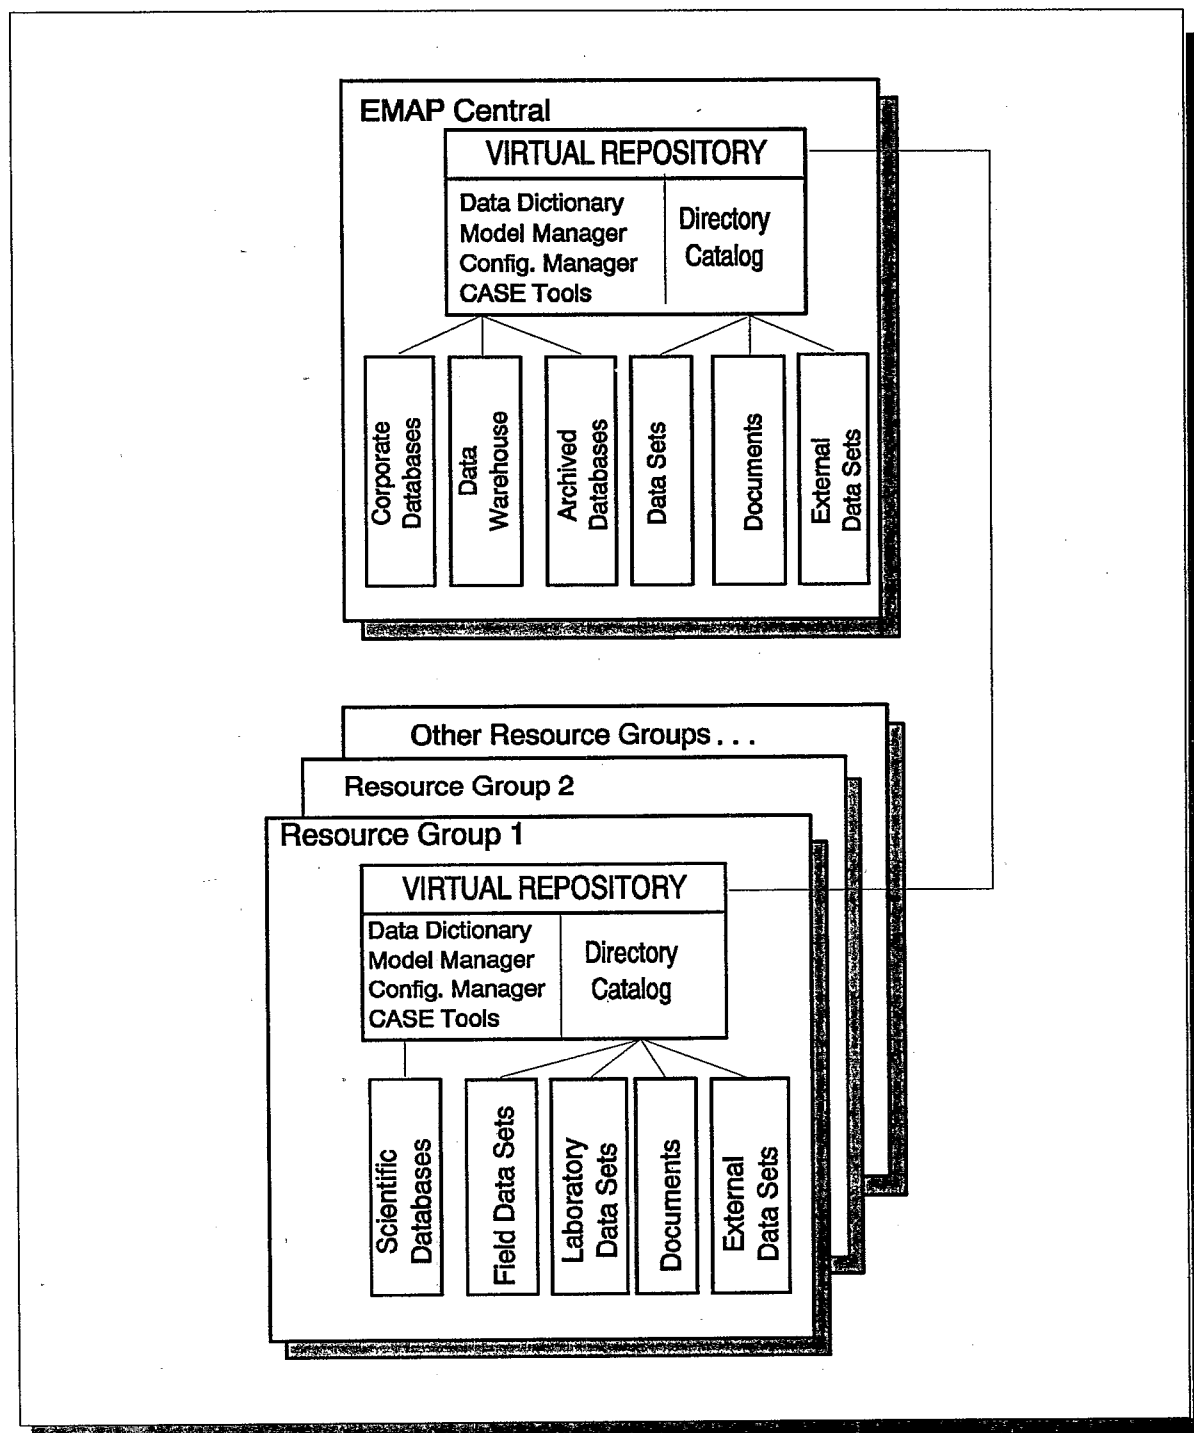 EMAP Central
VIRTUAL REPOSITORY
Data Dictionary
Model Manager
Config. Manager
CASE Tools
Directory
Catalog
Corporate
Databases
Data
Warehouse
Archived
Databases
Data Sets
Documents
External
Data Sets
Other Resource Groups . . .
Resource Group 2
Resource Group 1
VIRTUAL REPOSITORY
Data Dictionary
Model Manager
Config. Manager
CASE Tools
Directory
Catalog
Scientific
Databases
Field Data Sets
Laboratory
Data Sets
Documents
External
Data Sets